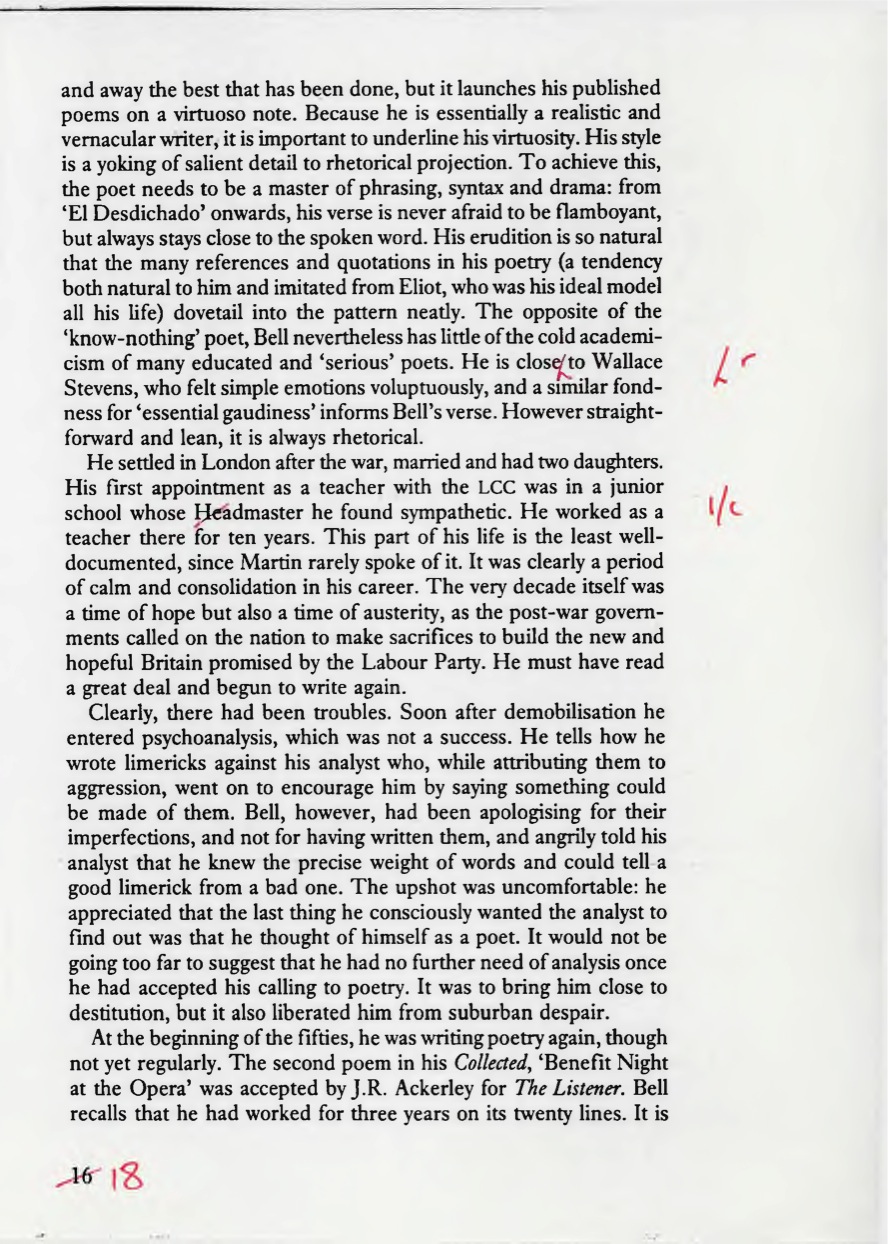 and away the best that has been done, but it launches his published
poems on a virtuoso note. Because he is essentially a realistic and
vernacular writer, it is important to underline his virtuosity. His style
is a yoking of salient detail to rhetorical projection. To achieve this,
the poet needs to be a master of phrasing, syntax and drama: from
‘El Desdichado’ onwards, his verse is never afraid to be flamboyant,
but always stays close to the spoken word. His erudition is so natural
that the many references and quotations in his poetry (a tendency
both natural to him and imitated from Eliot, who was his ideal model
all his life) dovetail into the pattern neatly. The opposite of the
‘know-nothing’ poet, Bell nevertheless has little of the cold academi-
cism of many educated and ‘serious’ poets. He is close to Wallace
Stevens, who felt simple emotions voluptuously, and a similar fond-
ness for ‘essential gaudiness’ informs Bell’s verse. However straight-
forward and lean, it is always rhetorical.
He settled in London after the war, married and had two daughters.
His first appointment as a teacher with the LCC was in a junior
school whose Headmaster he found sympathetic. He worked as a
teacher there for ten years. This part of his life is the least well-
documented, since Martin rarely spoke of it. It was clearly a period
of calm and consolidation in his career. The very decade itself was
a time of hope but also a time of austerity, as the post-war govern-
ments called on the nation to make sacrifices to build the new and
hopeful Britain promised by the Labour Party. He must have read
a great deal and begun to write again.
Clearly, there had been troubles. Soon after demobilisation he
entered psychoanalysis, which was not a success. He tells how he
wrote limericks against his analyst who, while attributing them to
aggression, went on to encourage him by saying something could
be made of them. Bell, however, had been apologising for their
imperfections, and not for having written them, and angrily told his
analyst that he knew the precise weight of words and could tell a
good limerick from a bad one. The upshot was uncomfortable: he
appreciated that the last thing he consciously wanted the analyst to
find out was that he thought of himself as a poet. It would not be
going too far to suggest that he had no further need of analysis once
he had accepted his calling to poetry. It was to bring him close to
destitution, but it also liberated him from suburban despair.
At the beginning of the fifties, he was writing poetry again, though
not yet regularly. The second poem in his Collected, ‘Benefit Night
at the Opera’ was accepted by J.R. Ackerley for The Listener. Bell
recalls that he had worked for three years on its twenty lines. It is
16 18
r
l/c